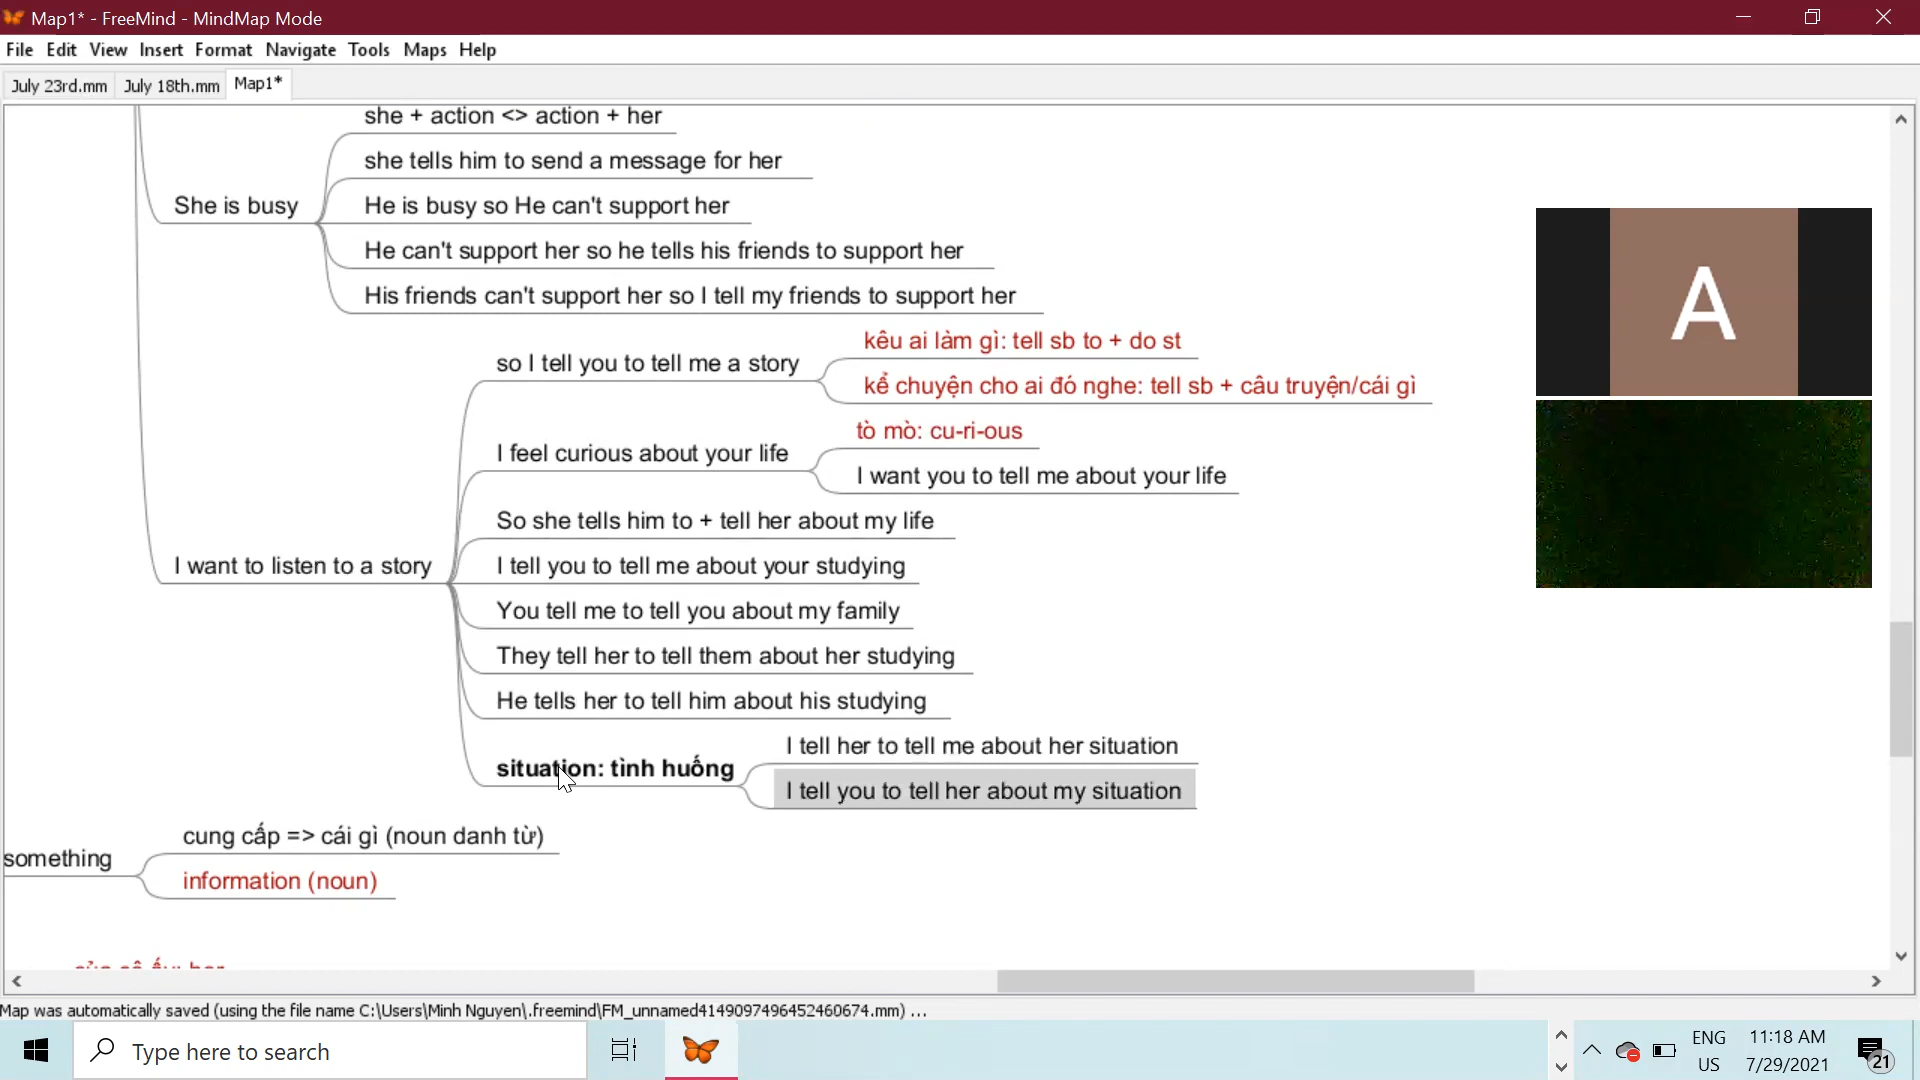 Map1* - FreeMind - MindMap Mode
File Edit View Insert Format Navigate Tools Maps Help
July 23rd.mm July 18th.mm Map1*
she + action <> action + her
she tells him to send a message for her
She is busy
He is busy so He can't support her
He can't support her so he tells his friends to support her
His friends can't support her so I tell my friends to support her
kêu ai làm gì: tell sb to + do st
so I tell you to tell me a story
kể chuyện cho ai đó nghe: tell sb + câu truyện/cái gì
tò mò: cu-ri-ous
I feel curious about your life
I want you to tell me about your life
So she tells him to + tell her about my life
I want to listen to a story
I tell you to tell me about your studying
You tell me to tell you about my family
They tell her to tell them about her studying
He tells her to tell him about his studying
I tell her to tell me about her situation
situation: tình huống
I tell you to tell her about my situation
cung cấp => cái gì (noun danh từ)
something
information (noun)
của cô ấy: her
A
Map was automatically saved (using the file name C:\Users\Minh Nguyen\.freemind\FM_unnamed4149097496452460674.mm) ...
Type here to search
ENG
US
11:18 AM
7/29/2021
21